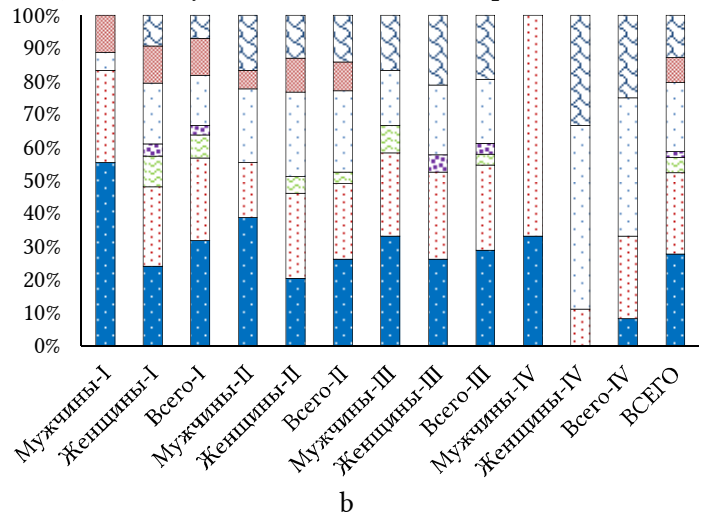 100%
90%
80%
70%
60%
50%
40%
30%
20%
10%
0%
Мужчины-I
Женщины-I
Всего-I
Мужчины-II
Женщины-II
Всего-II
Мужчины-III
Женщины-III
Всего-III
Мужчины-IV
Женщины-IV
Всего-IV
ВСЕГО
b